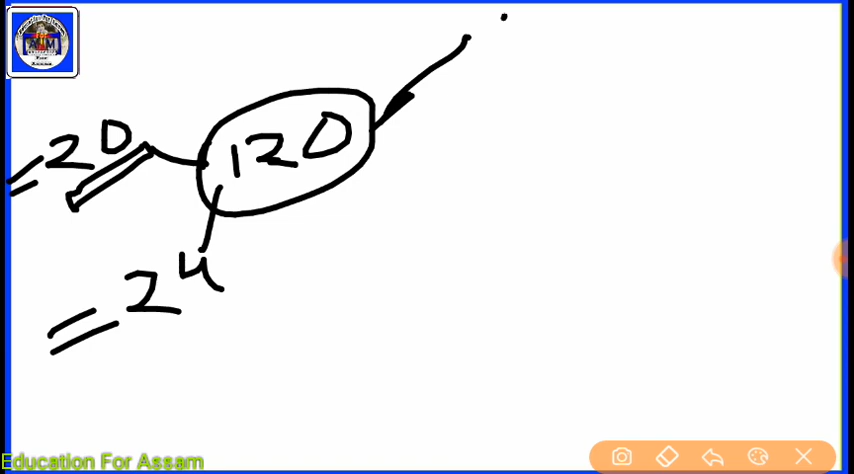 = 20 120
= 24
Education For Assam